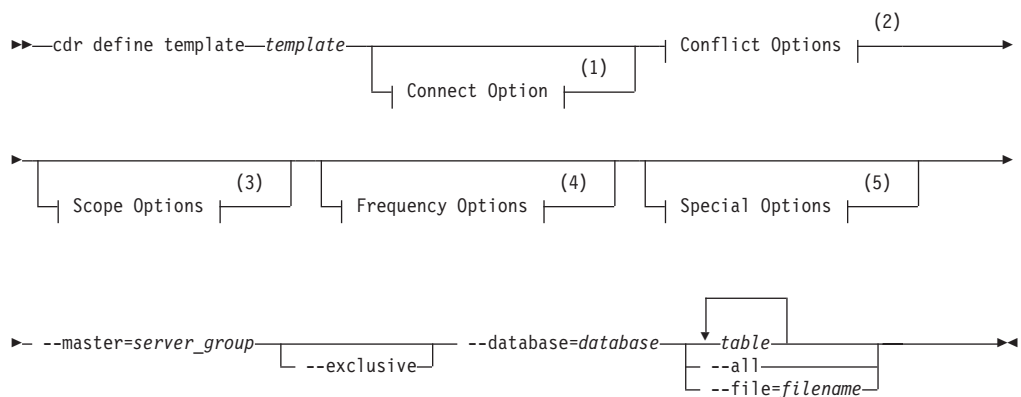 (2)
cdr define template template Conflict Options
(1)
Connect Option
(3) (4) (5)
Scope Options Frequency Options Special Options
--master=server_group --database=database table
--exclusive --all
--file=filename